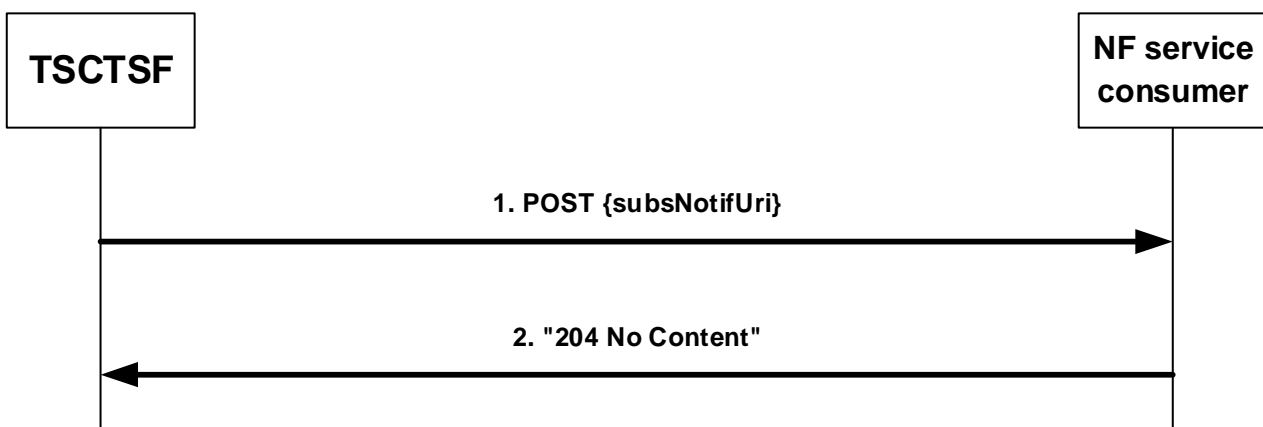 TSCTSF
NF service
consumer
1. POST {subsNotifUri}
2. "204 No Content"